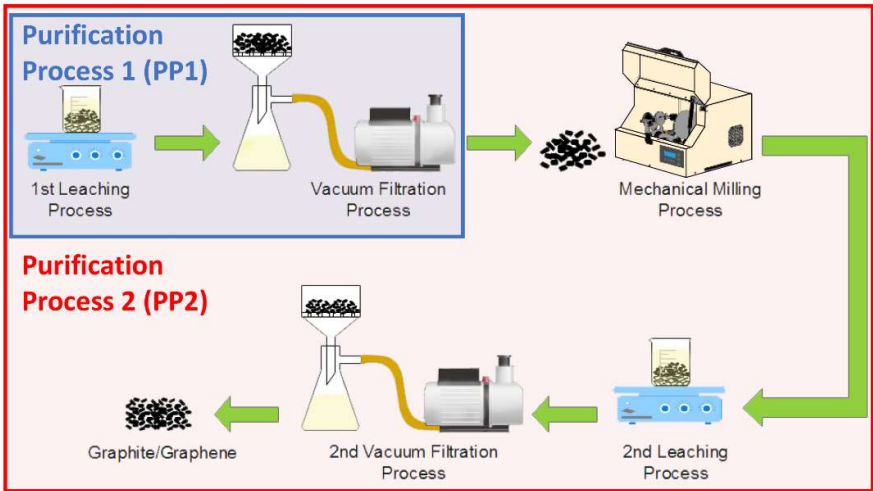 Purification
Process 1 (PP1)
1st Leaching
Process
Vacuum Filtration
Process
Mechanical Milling
Process
Purification
Process 2 (PP2)
Graphite/Graphene
2nd Vacuum Filtration
Process
2nd Leaching
Process